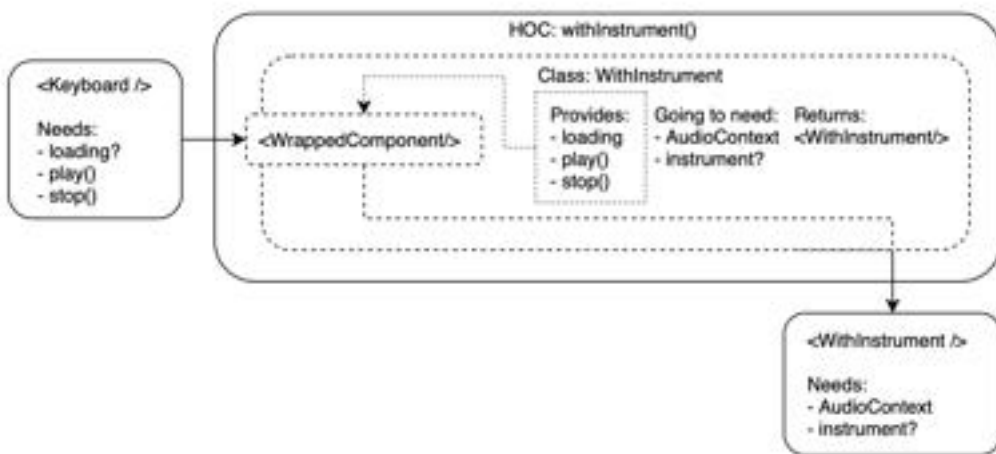 HOC: withInstrument()
Class: WithInstrument
<Keyboard />
Needs:
- loading?
- play()
- stop()
<WrappedComponent/>
Provides:
- loading
- play()
- stop()
Going to need:
- AudioContext
- instrument?
Returns:
<WithInstrument/>
<WithInstrument />
Needs:
- AudioContext
- instrument?